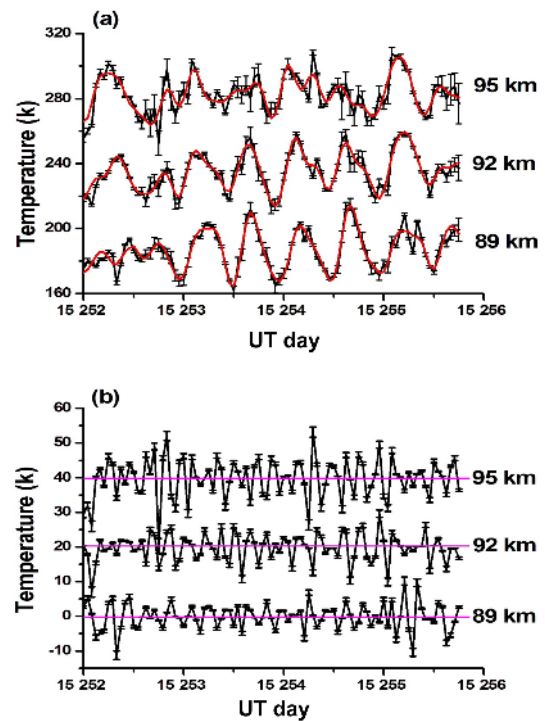 (a)
320
280
240
200
160
Temperature (k)
95 km
92 km
89 km
15 252
15 253
15 254
15 255
15 256
UT day
(b)
60
50
40
30
20
10
0
-10
Temperature (k)
95 km
92 km
89 km
15 252
15 253
15 254
15 255
15 256
UT day